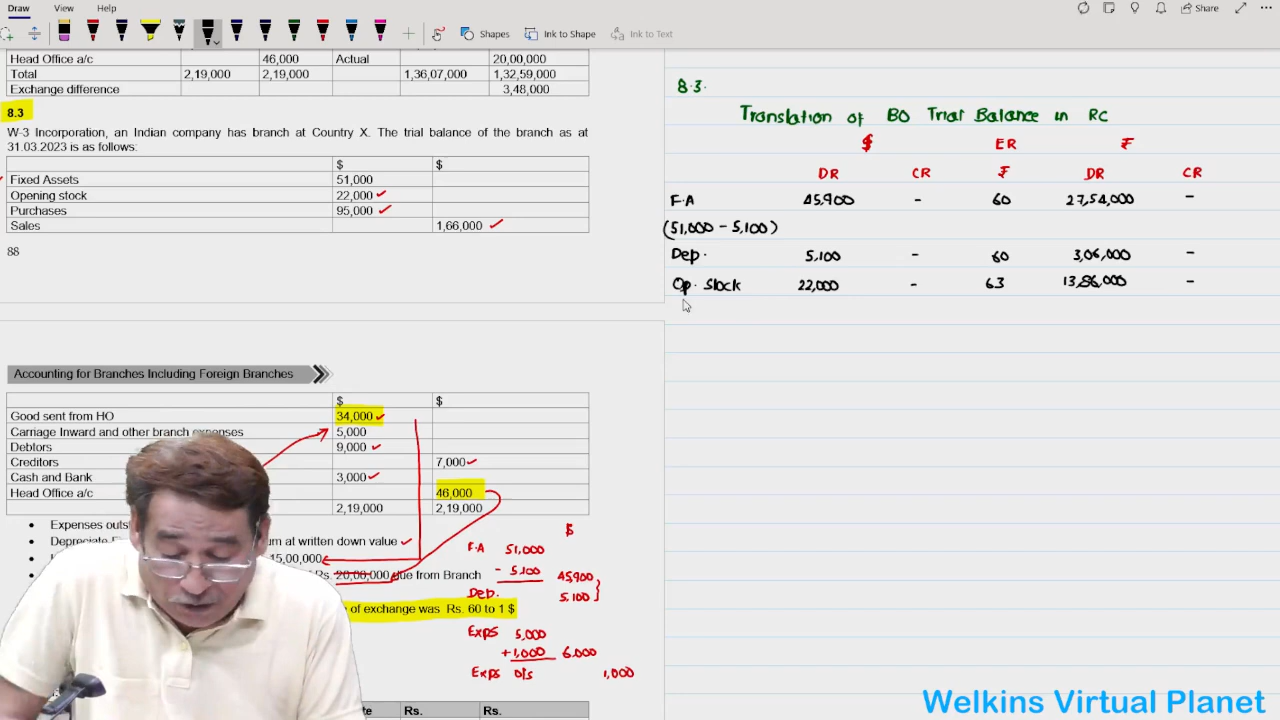 Draw View Help
Shapes Ink to Shape Ink to Text Share
Head Office a/c 46,000 Actual 20,00,000
Total 2,19,000 2,19,000 1,36,07,000 1,32,59,000
Exchange difference 3,48,000
8.3
W-3 Incorporation, an Indian company has branch at Country X. The trial balance of the branch as at
31.03.2023 is as follows:
$ $
Fixed Assets 51,000
Opening stock 22,000
Purchases 95,000
Sales 1,66,000
88
Accounting for Branches Including Foreign Branches
$ $
Good sent from HO 34,000
Carriage Inward and other branch expenses 5,000
Debtors 9,000
Creditors 7,000
Cash and Bank 3,000
Head Office a/c 46,000
2,19,000 2,19,000
Expenses outs
Depreciate um at written down value
15,00,000
Rs. 20,00,000 due from Branch
e of exchange was Rs. 60 to 1 $
Rs. Rs.
$
F.A 51,000
- 5,100 45,900
Dep. 5,100
Exps 5,000
+1,000 6,000
Exps o/s 1,000
8.3.
Translation of BO Trial Balance in RC
$ ER ₹
DR CR ₹ DR CR
F.A 45,900 - 60 27,54,000 -
(51,000 - 5,100)
Dep. 5,100 - 60 3,06,000 -
Op. Stock 22,000 - 63 13,86,000 -
Welkins Virtual Planet